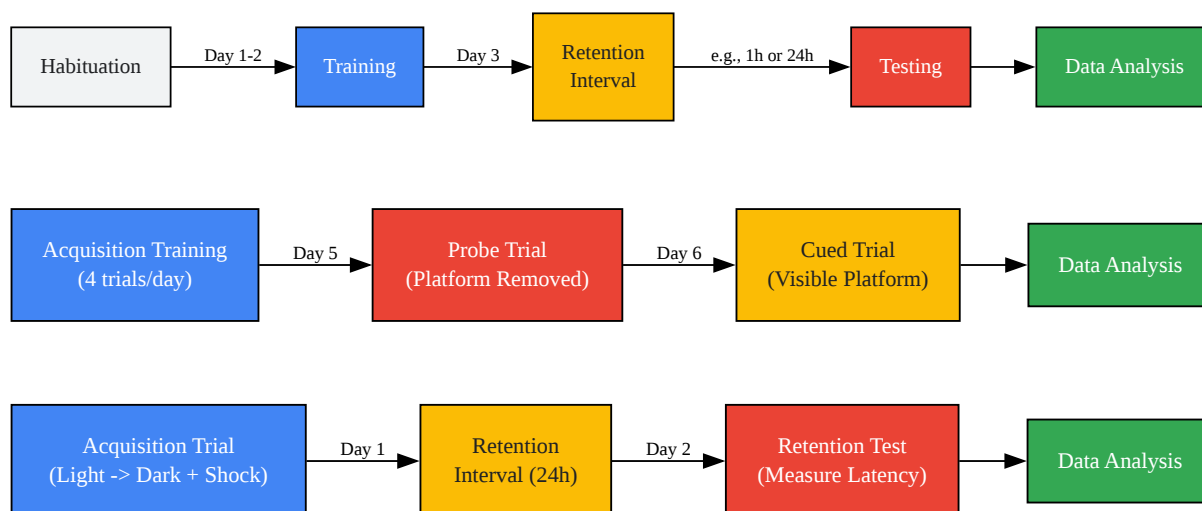 Habituation
Day 1-2
Training
Day 3
Retention
Interval
e.g., 1h or 24h
Testing
Data Analysis
Acquisition Training
(4 trials/day)
Day 5
Probe Trial
(Platform Removed)
Day 6
Cued Trial
(Visible Platform)
Data Analysis
Acquisition Trial
(Light -> Dark + Shock)
Day 1
Retention
Interval (24h)
Day 2
Retention Test
(Measure Latency)
Data Analysis